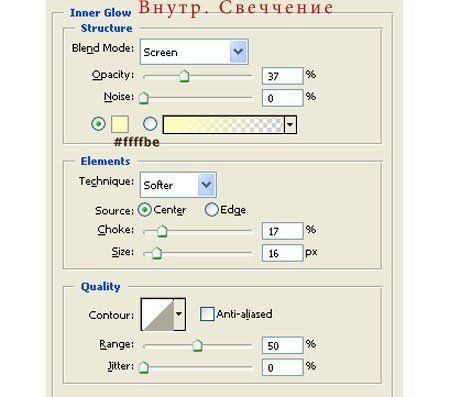 Внутр. Свеччение
Inner Glow
Structure
Blend Mode: Screen
Opacity: 37 %
Noise: 0 %
#ffffbe
Elements
Technique: Softer
Source: Center Edge
Choke: 17 %
Size: 16 px
Quality
Contour: Anti-aliased
Range: 50 %
Jitter: 0 %